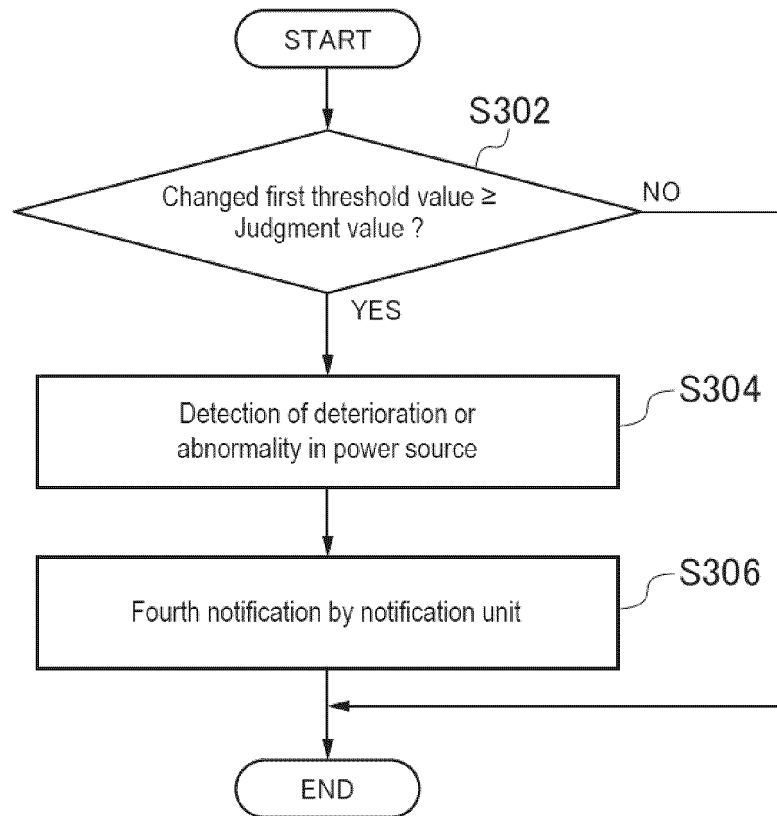 START
S302
Changed first threshold value ≥
Judgment value ?
NO
YES
Detection of deterioration or
abnormality in power source
S304
Fourth notification by notification unit
S306
END